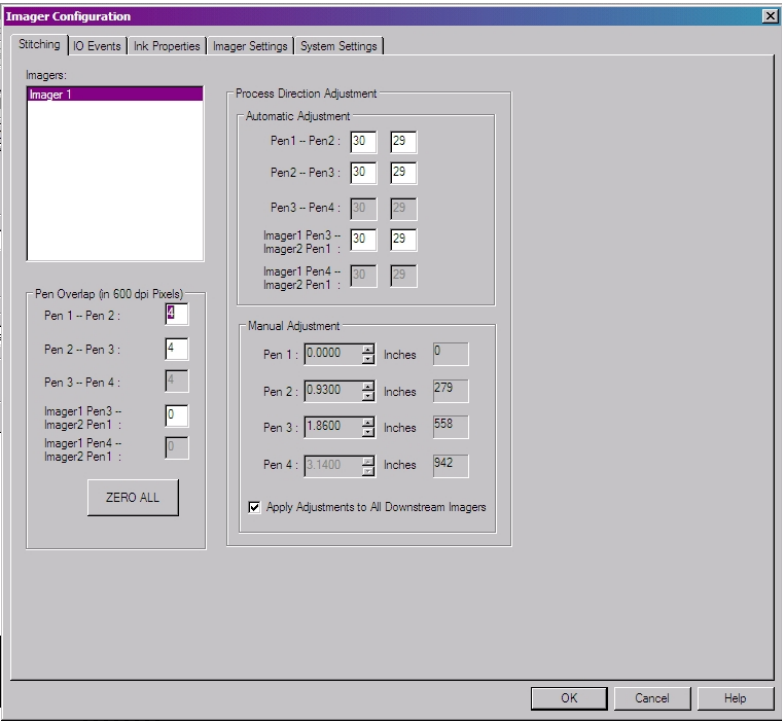 Imager Configuration
Stitching IO Events Ink Properties Imager Settings System Settings
Imagers:
Imager 1
Pen Overlap (in 600 dpi Pixels)
Pen 1 -- Pen 2 : 4
Pen 2 -- Pen 3 : 4
Pen 3 -- Pen 4 : 4
Imager1 Pen3 --
Imager2 Pen1 : 0
Imager1 Pen4 --
Imager2 Pen1 : 0
ZERO ALL
Process Direction Adjustment
Automatic Adjustment
Pen1 -- Pen2 : 30 29
Pen2 -- Pen3 : 30 29
Pen3 -- Pen4 : 30 29
Imager1 Pen3 --
Imager2 Pen1 : 30 29
Imager1 Pen4 --
Imager2 Pen1 : 30 29
Manual Adjustment
Pen 1 : 0.0000 Inches 0
Pen 2 : 0.9300 Inches 279
Pen 3 : 1.8600 Inches 558
Pen 4 : 3.1400 Inches 942
Apply Adjustments to All Downstream Imagers
OK Cancel Help